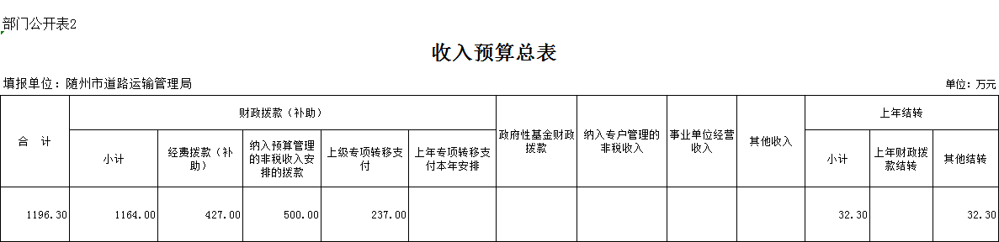 部门公开表2
收入预算总表
填报单位：随州市道路运输管理局
单位：万元
合 计
财政拨款（补助）
政府性基金财政
拨款
纳入专户管理的
非税收入
事业单位经营
收入
其他收入
上年结转
小计
经费拨款（补
助）
纳入预算管理
的非税收入安
排的拨款
上级专项转移支
付
上年专项转移支
付本年安排
小计
上年财政拨
款结转
其他结转
1196.30
1164.00
427.00
500.00
237.00
32.30
32.30